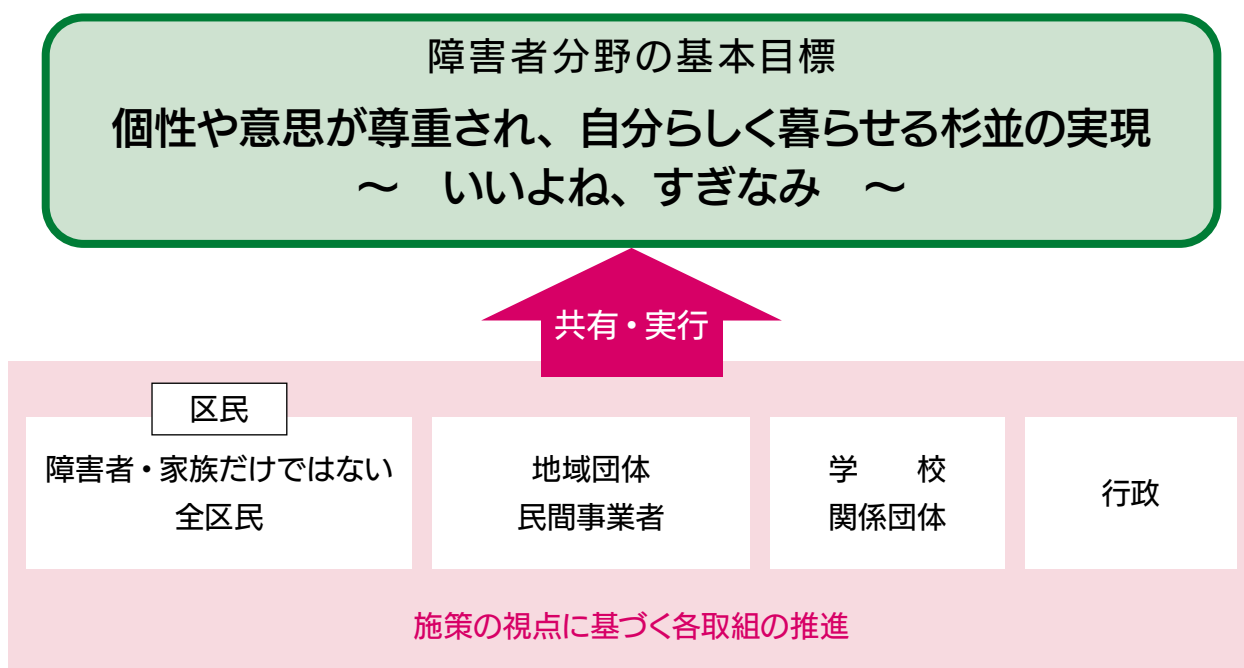 障害者分野の基本目標
個性や意思が尊重され、自分らしく暮らせる杉並の実現
～　いいよね、すぎなみ　～
共有・実行
区民
障害者・家族だけではない
全区民
地域団体
民間事業者
学　　校
関係団体
行政
施策の視点に基づく各取組の推進